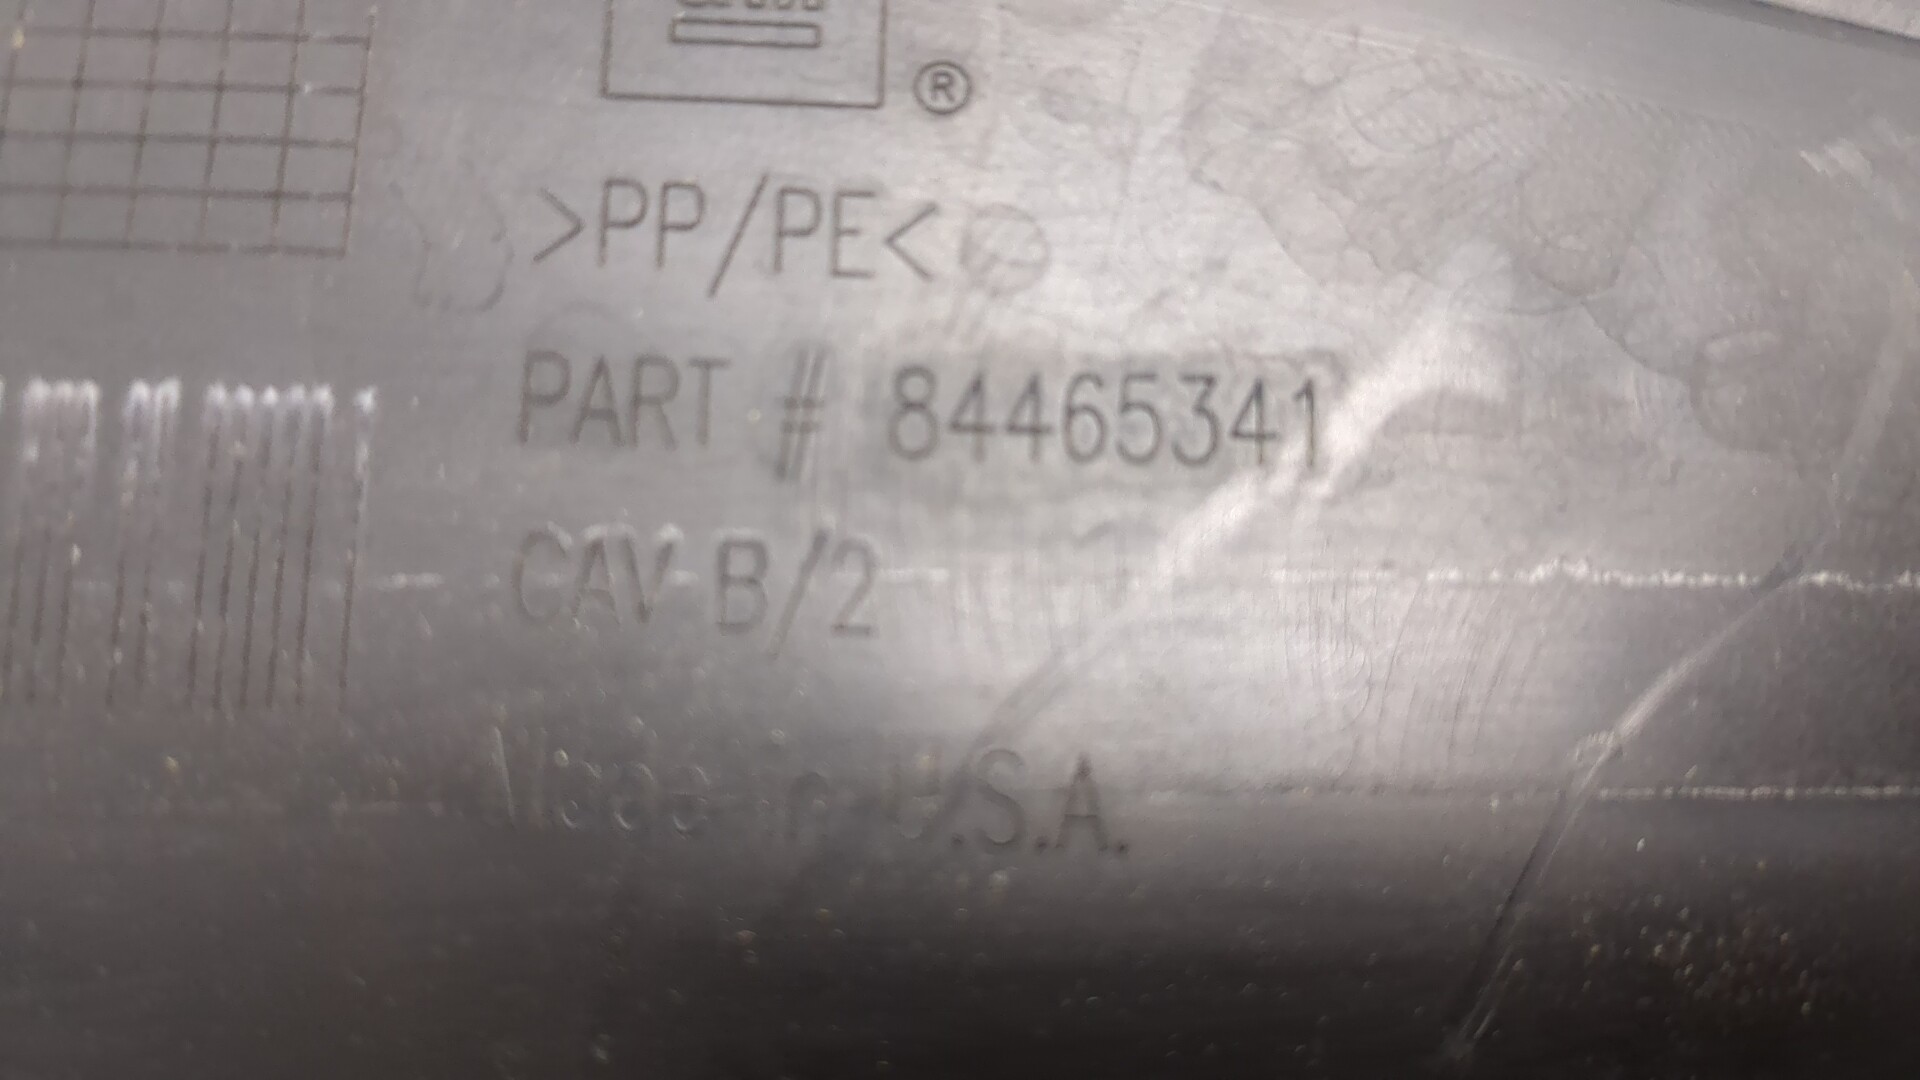 ®
>PP/PE<
PART # 84465341
CAV B/2
Made in U.S.A.